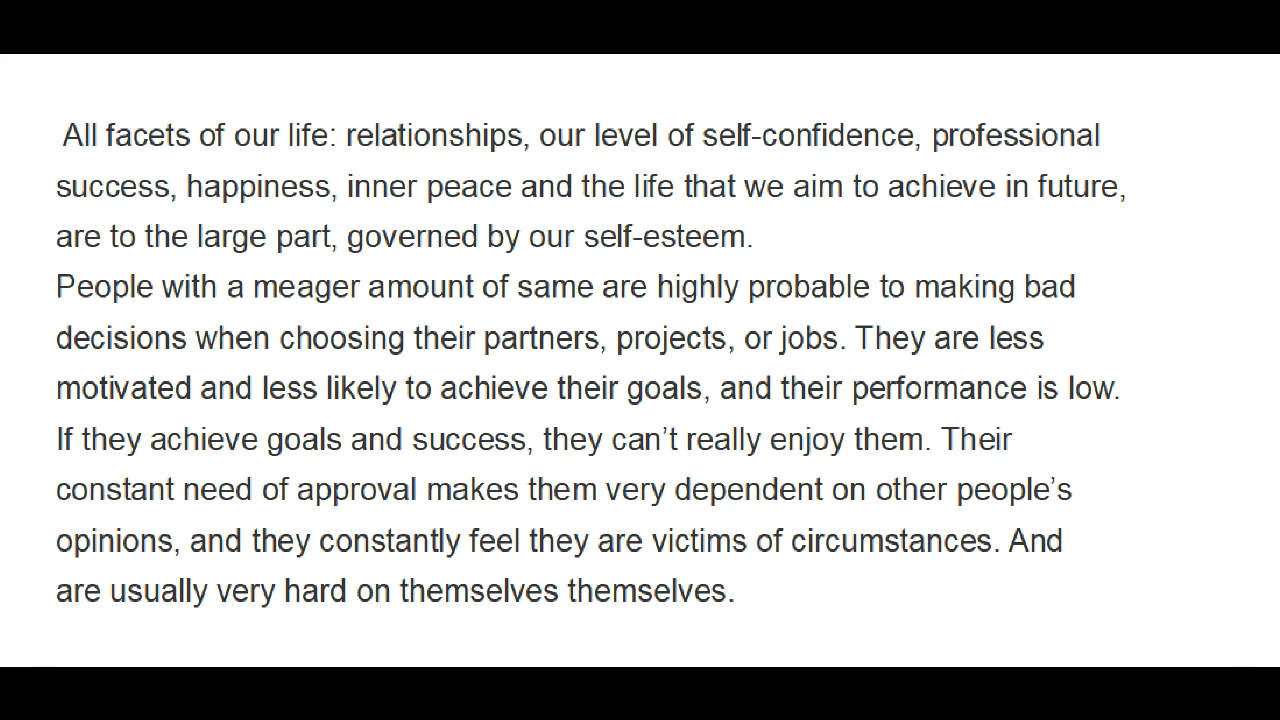 All facets of our life: relationships, our level of self-confidence, professional
success, happiness, inner peace and the life that we aim to achieve in future,
are to the large part, governed by our self-esteem.
People with a meager amount of same are highly probable to making bad
decisions when choosing their partners, projects, or jobs. They are less
motivated and less likely to achieve their goals, and their performance is low.
If they achieve goals and success, they can’t really enjoy them. Their
constant need of approval makes them very dependent on other people’s
opinions, and they constantly feel they are victims of circumstances. And
are usually very hard on themselves themselves.